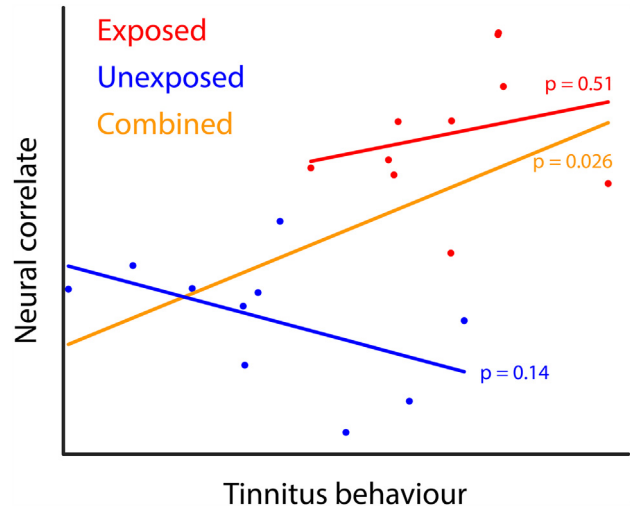 Exposed
Unexposed
Combined
p = 0.51
p = 0.026
p = 0.14
Neural correlate
Tinnitus behaviour